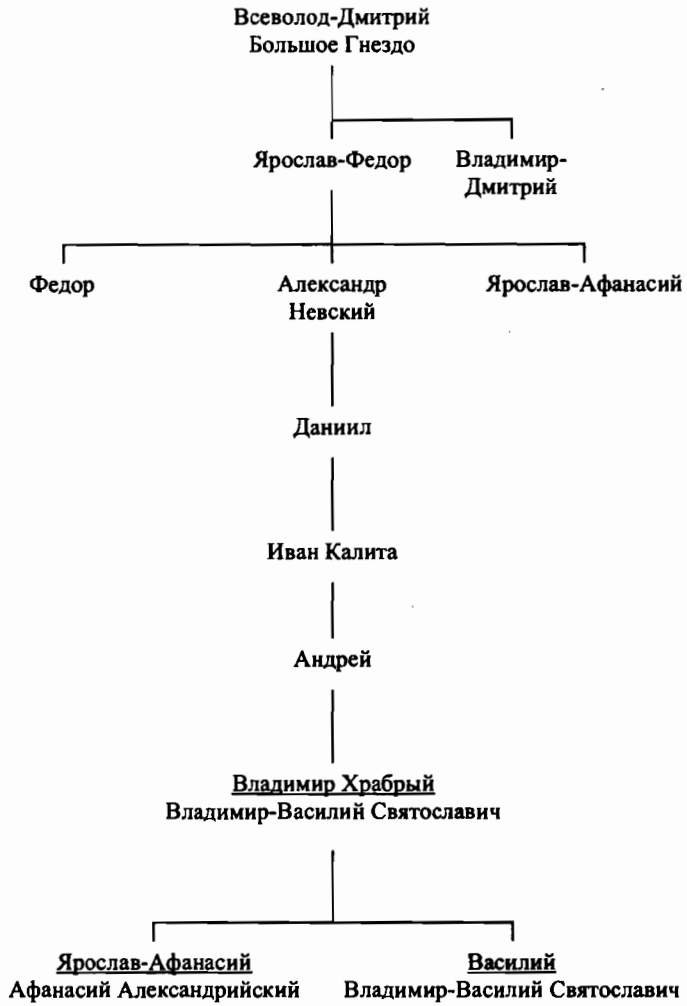 Всеволод-Дмитрий
Большое Гнездо
Ярослав-Федор
Владимир-
Дмитрий
Федор
Александр
Невский
Ярослав-Афанасий
Даниил
Иван Калита
Андрей
Владимир Храбрый
Владимир-Василий Святославич
Ярослав-Афанасий
Афанасий Александрийский
Василий
Владимир-Василий Святославич